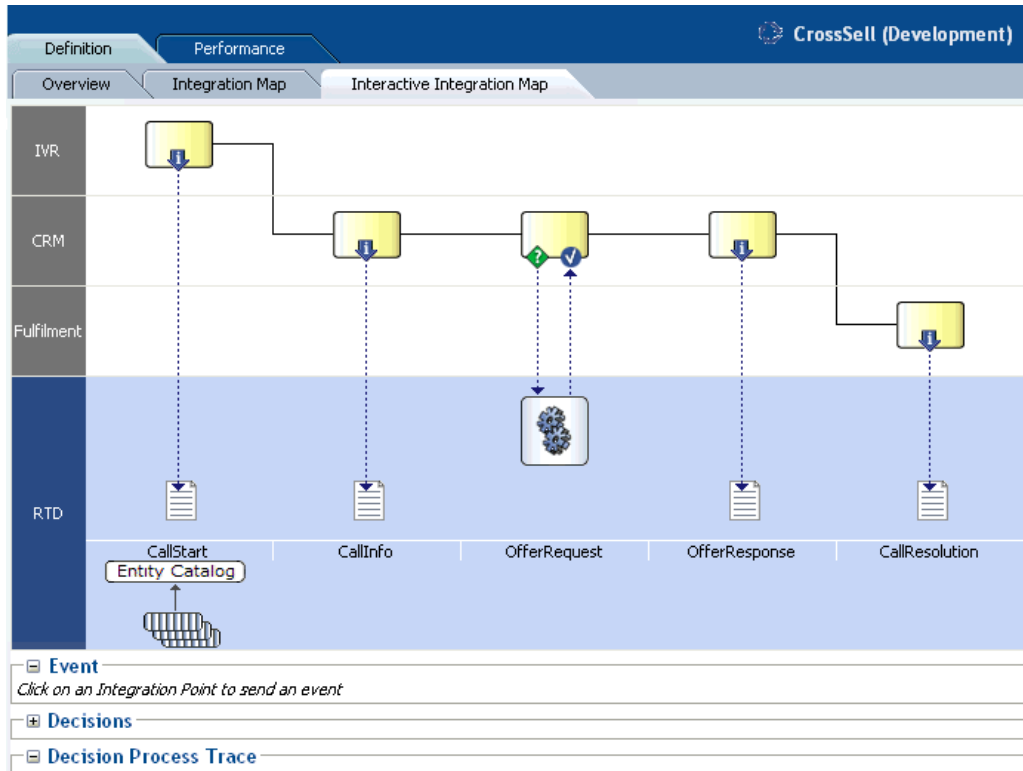 CrossSell (Development)
Definition Performance
Overview Integration Map Interactive Integration Map
IVR
CRM
Fulfilment
RTD
CallStart CallInfo OfferRequest OfferResponse CallResolution
Entity Catalog
Event
Click on an Integration Point to send an event
Decisions
Decision Process Trace